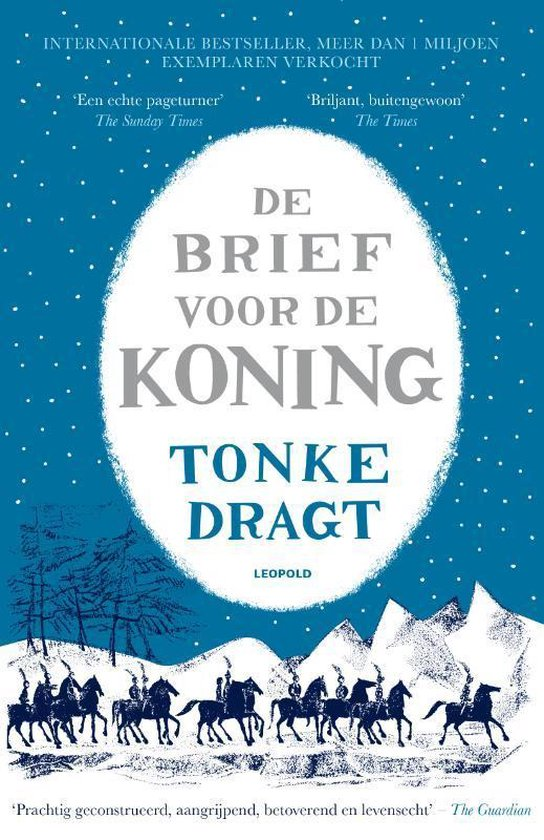 INTERNATIONALE BESTSELLER, MEER DAN 1 MILJOEN
EXEMPLAREN VERKOCHT
‘Een echte pageturner’
The Sunday Times
‘Briljant, buitengewoon’
The Times
DE
BRIEF
VOOR DE
KONING
TONKE
DRAGT
LEOPOLD
‘Prachtig geconstrueerd, aangrijpend, betoverend en levensecht’ – The Guardian